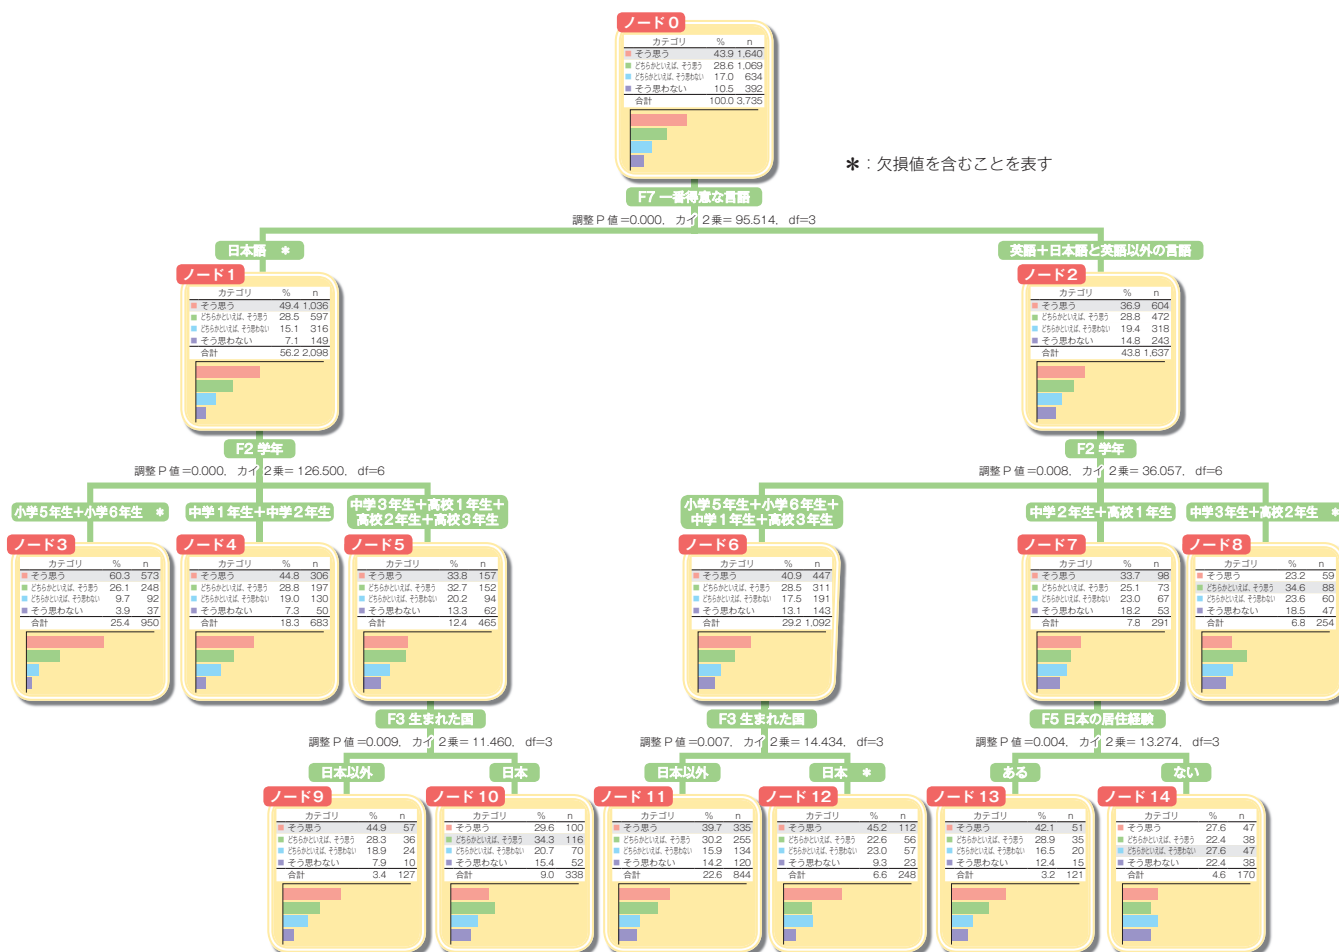 ノード0
カテゴリ % n
そう思う 43.9 1,640
どちらかといえば、そう思う 28.6 1,069
どちらかといえば、そう思わない 17.0 634
そう思わない 10.5 392
合計 100.0 3,735
＊：欠損値を含むことを表す
F7 一番得意な言語
調整P値=0.000, カイ2乗=95.514, df=3
日本語 ＊
英語＋日本語と英語以外の言語
ノード1
カテゴリ % n
そう思う 49.4 1,036
どちらかといえば、そう思う 28.5 597
どちらかといえば、そう思わない 15.1 316
そう思わない 7.1 149
合計 56.2 2,098
ノード2
カテゴリ % n
そう思う 36.9 604
どちらかといえば、そう思う 28.8 472
どちらかといえば、そう思わない 19.4 318
そう思わない 14.8 243
合計 43.8 1,637
F2 学年
調整P値=0.000, カイ2乗=126.500, df=6
F2 学年
調整P値=0.008, カイ2乗=36.057, df=6
小学5年生＋小学6年生 ＊
中学1年生＋中学2年生
中学3年生＋高校1年生＋
高校2年生＋高校3年生
小学5年生＋小学6年生＋
中学1年生＋高校3年生
中学2年生＋高校1年生
中学3年生＋高校2年生 ＊
ノード3
カテゴリ % n
そう思う 60.3 573
どちらかといえば、そう思う 26.1 248
どちらかといえば、そう思わない 9.7 92
そう思わない 3.9 37
合計 25.4 950
ノード4
カテゴリ % n
そう思う 44.8 306
どちらかといえば、そう思う 28.8 197
どちらかといえば、そう思わない 19.0 130
そう思わない 7.3 50
合計 18.3 683
ノード5
カテゴリ % n
そう思う 33.8 157
どちらかといえば、そう思う 32.7 152
どちらかといえば、そう思わない 20.2 94
そう思わない 13.3 62
合計 12.4 465
ノード6
カテゴリ % n
そう思う 40.9 447
どちらかといえば、そう思う 28.5 311
どちらかといえば、そう思わない 17.5 191
そう思わない 13.1 143
合計 29.2 1,092
ノード7
カテゴリ % n
そう思う 33.7 98
どちらかといえば、そう思う 25.1 73
どちらかといえば、そう思わない 23.0 67
そう思わない 18.2 53
合計 7.8 291
ノード8
カテゴリ % n
そう思う 23.2 59
どちらかといえば、そう思う 34.6 88
どちらかといえば、そう思わない 23.6 60
そう思わない 18.5 47
合計 6.8 254
F3 生まれた国
調整P値=0.009, カイ2乗=11.460, df=3
F3 生まれた国
調整P値=0.007, カイ2乗=14.434, df=3
F5 日本の居住経験
調整P値=0.004, カイ2乗=13.274, df=3
日本以外
日本
日本以外
日本 ＊
ある
ない
ノード9
カテゴリ % n
そう思う 44.9 57
どちらかといえば、そう思う 28.3 36
どちらかといえば、そう思わない 18.9 24
そう思わない 7.9 10
合計 3.4 127
ノード10
カテゴリ % n
そう思う 29.6 100
どちらかといえば、そう思う 34.3 116
どちらかといえば、そう思わない 20.7 70
そう思わない 15.4 52
合計 9.0 338
ノード11
カテゴリ % n
そう思う 39.7 335
どちらかといえば、そう思う 30.2 255
どちらかといえば、そう思わない 15.9 134
そう思わない 14.2 120
合計 22.6 844
ノード12
カテゴリ % n
そう思う 45.2 112
どちらかといえば、そう思う 22.6 56
どちらかといえば、そう思わない 23.0 57
そう思わない 9.3 23
合計 6.6 248
ノード13
カテゴリ % n
そう思う 42.1 51
どちらかといえば、そう思う 28.9 35
どちらかといえば、そう思わない 16.5 20
そう思わない 12.4 15
合計 3.2 121
ノード14
カテゴリ % n
そう思う 27.6 47
どちらかといえば、そう思う 22.4 38
どちらかといえば、そう思わない 27.6 47
そう思わない 22.4 38
合計 4.6 170